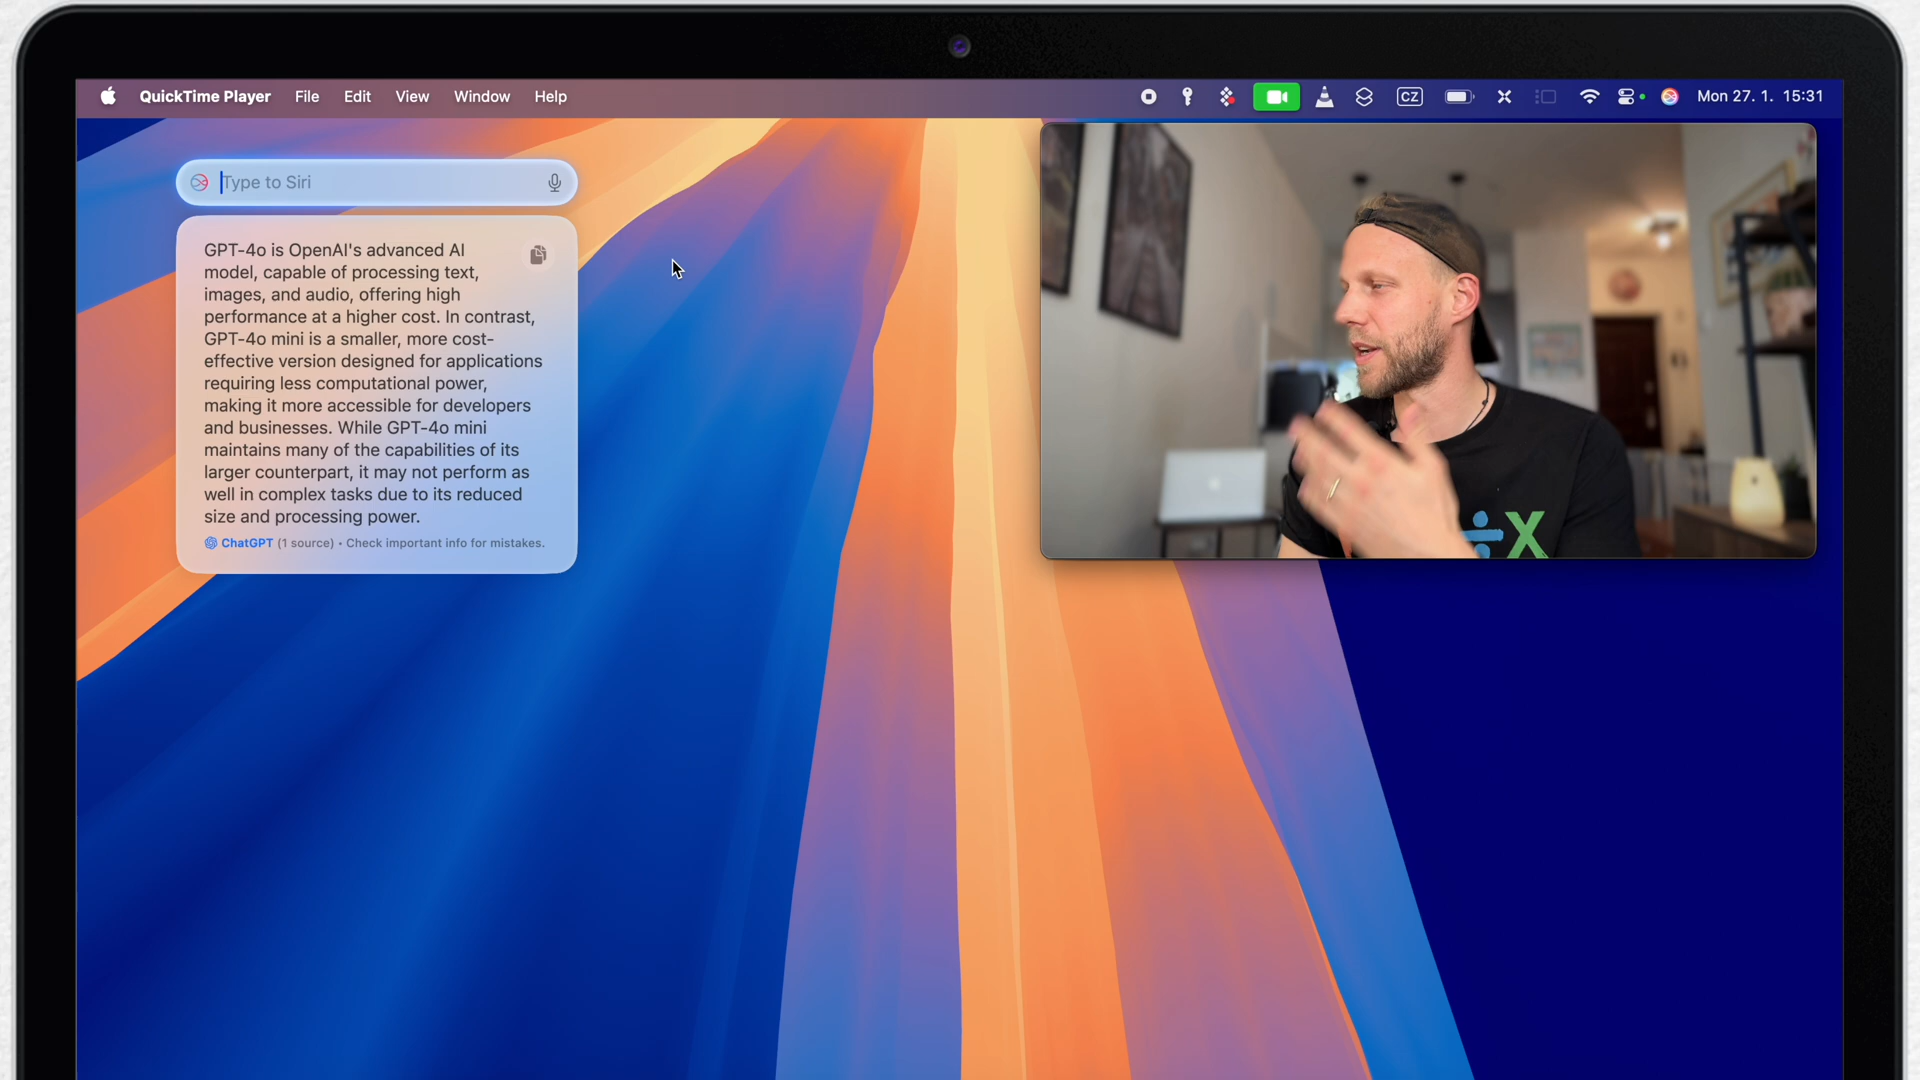 QuickTime Player File Edit View Window Help CZ Mon 27. 1. 15:31
Type to Siri
GPT-4o is OpenAI's advanced AI
model, capable of processing text,
images, and audio, offering high
performance at a higher cost. In contrast,
GPT-4o mini is a smaller, more cost-
effective version designed for applications
requiring less computational power,
making it more accessible for developers
and businesses. While GPT-4o mini
maintains many of the capabilities of its
larger counterpart, it may not perform as
well in complex tasks due to its reduced
size and processing power.
ChatGPT (1 source) • Check important info for mistakes.
÷X